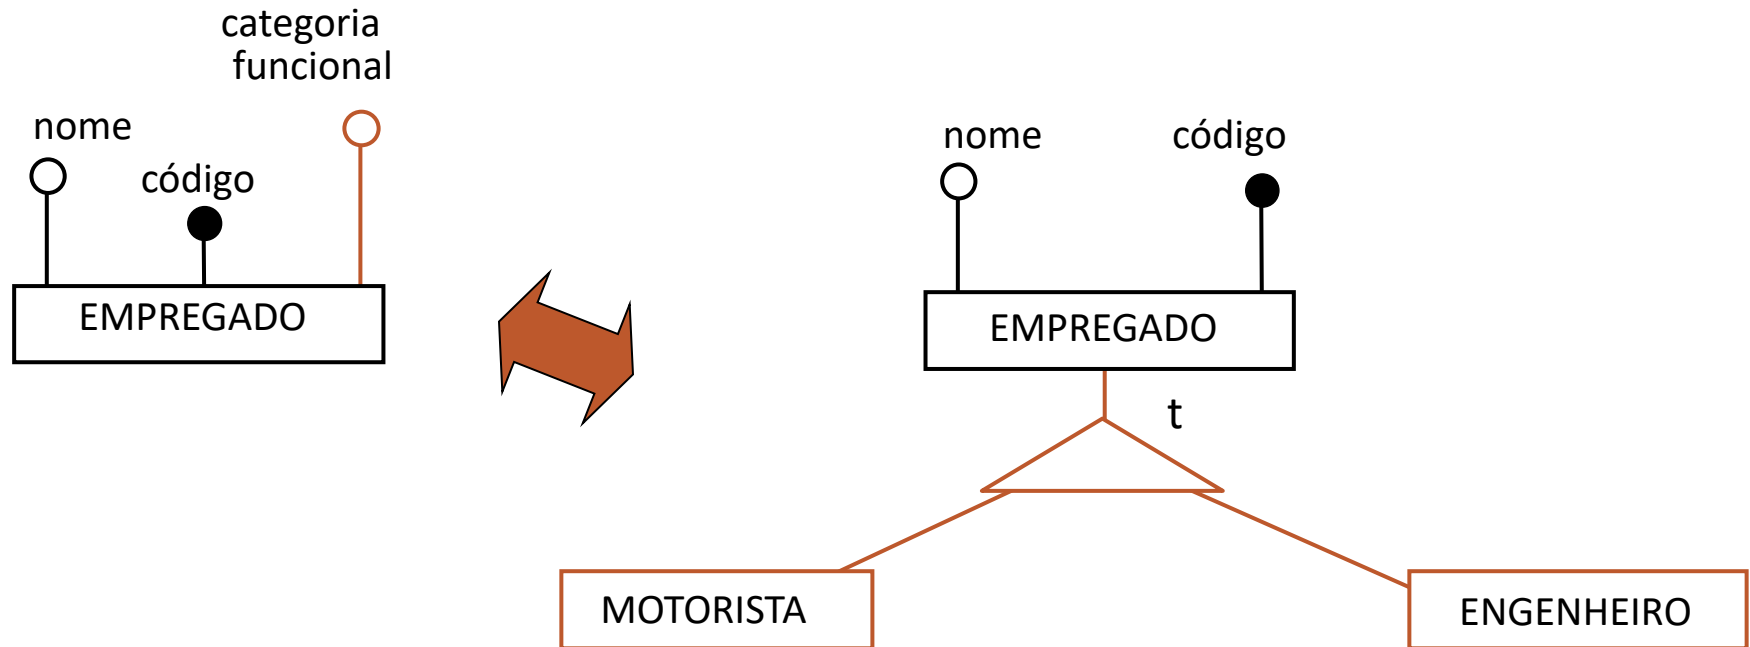 categoria
funcional
nome
código
EMPREGADO
nome
código
EMPREGADO
t
MOTORISTA
ENGENHEIRO